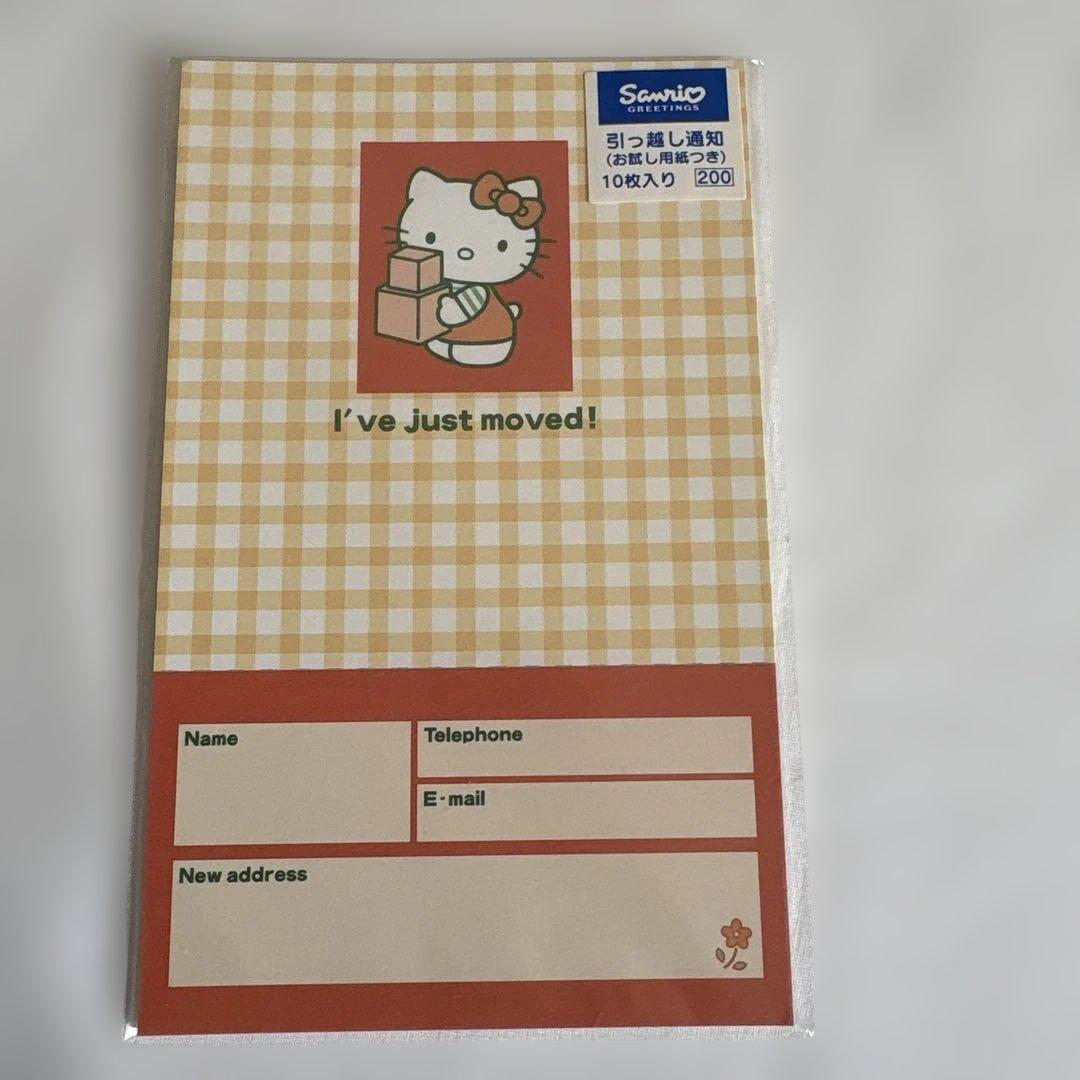 Sanrio
GREETINGS
引っ越し通知
(お試し用紙つき)
10枚入り 200
I've just moved!
Name
Telephone
E-mail
New address